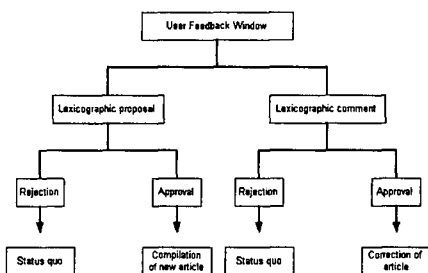 User Feedback Window
Lexicographic proposal
Lexicographic comment
Rejection
Approval
Rejection
Approval
Status quo
Compilation
of new article
Status quo
Correction of
article